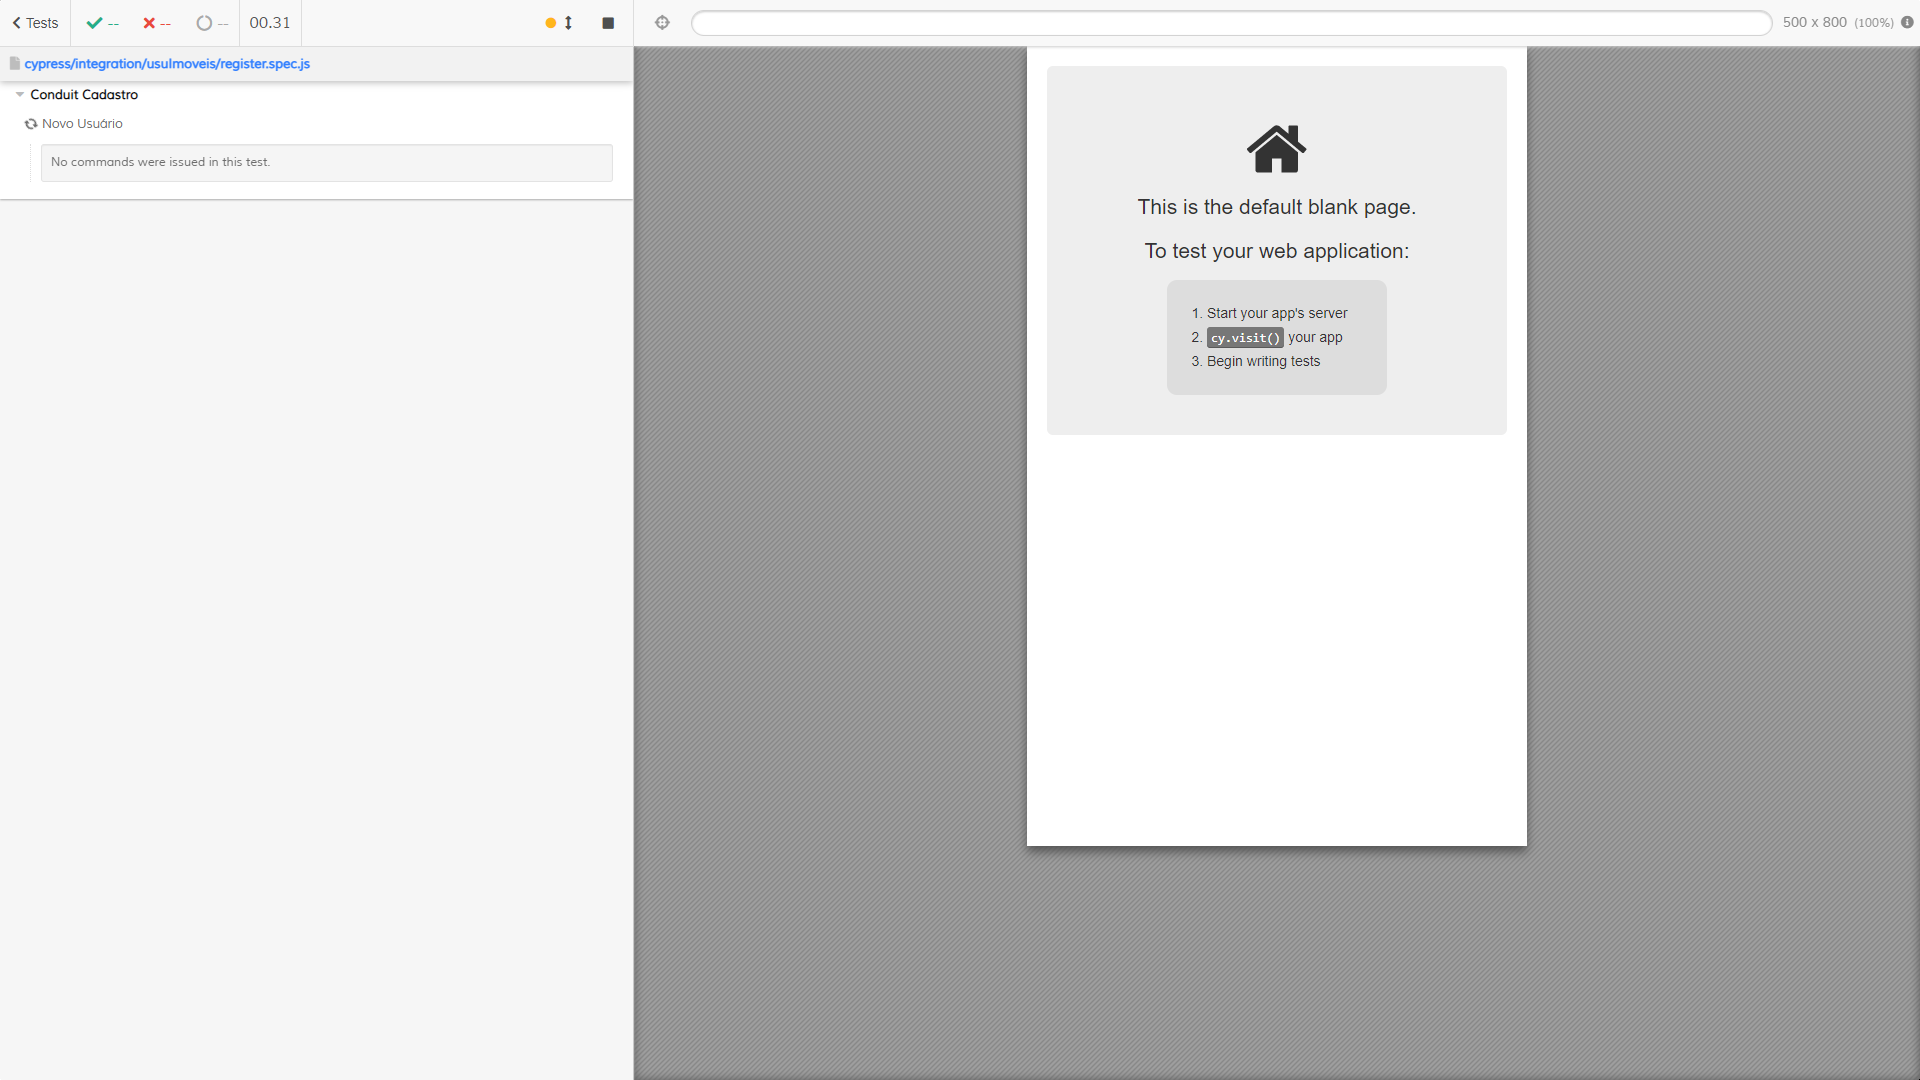 Tests -- -- -- 00.31
500 x 800 (100%)
cypress/integration/usuImoveis/register.spec.js
Conduit Cadastro
Novo Usuário
No commands were issued in this test.
This is the default blank page.
To test your web application:
1. Start your app's server
2. cy.visit() your app
3. Begin writing tests